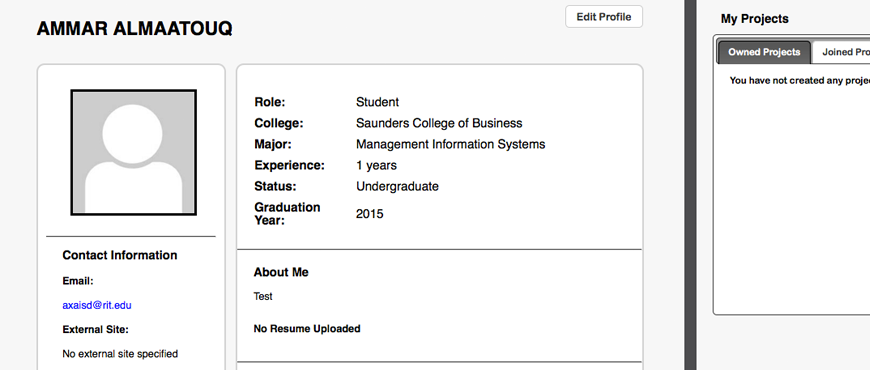 AMMAR ALMAATOUQ
Edit Profile
Contact Information
Email:
axaisd@rit.edu
External Site:
No external site specified
Role: Student
College: Saunders College of Business
Major: Management Information Systems
Experience: 1 years
Status: Undergraduate
Graduation
Year: 2015
About Me
Test
No Resume Uploaded
My Projects
Owned Projects Joined Pro
You have not created any projec